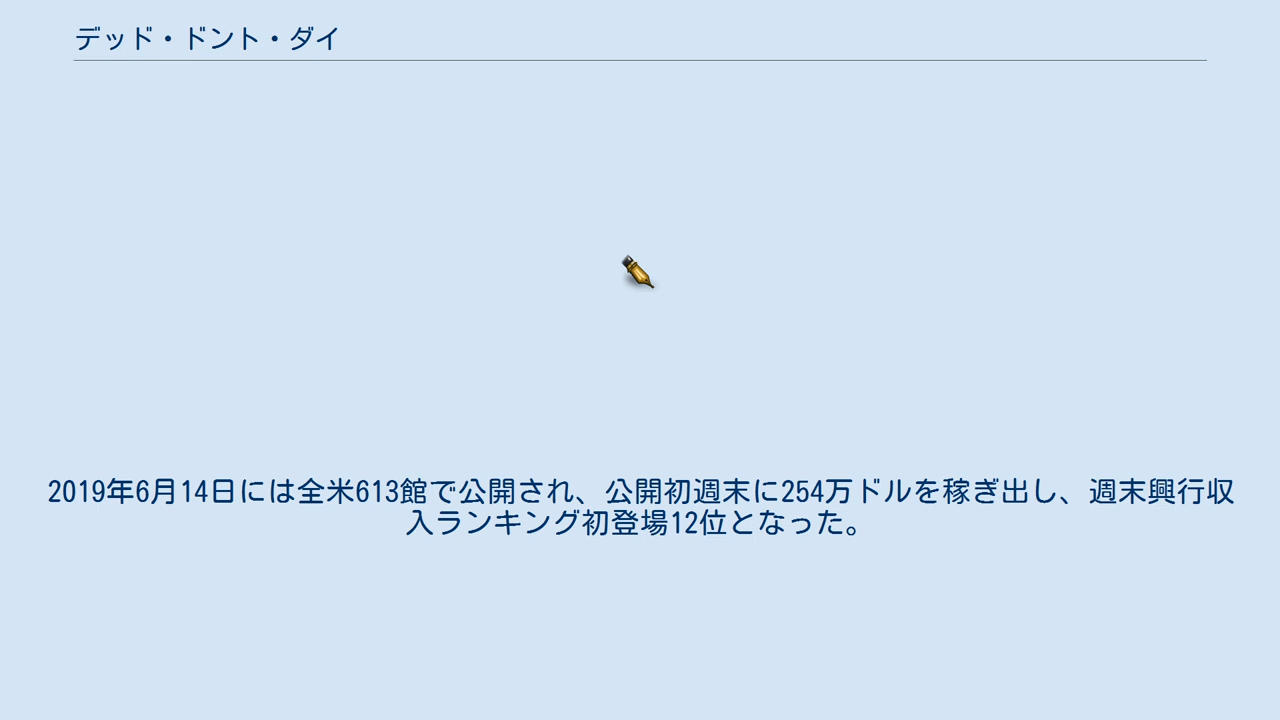 デッド・ドント・ダイ
2019年6月14日には全米613館で公開され、公開初週末に254万ドルを稼ぎ出し、週末興行収
入ランキング初登場12位となった。